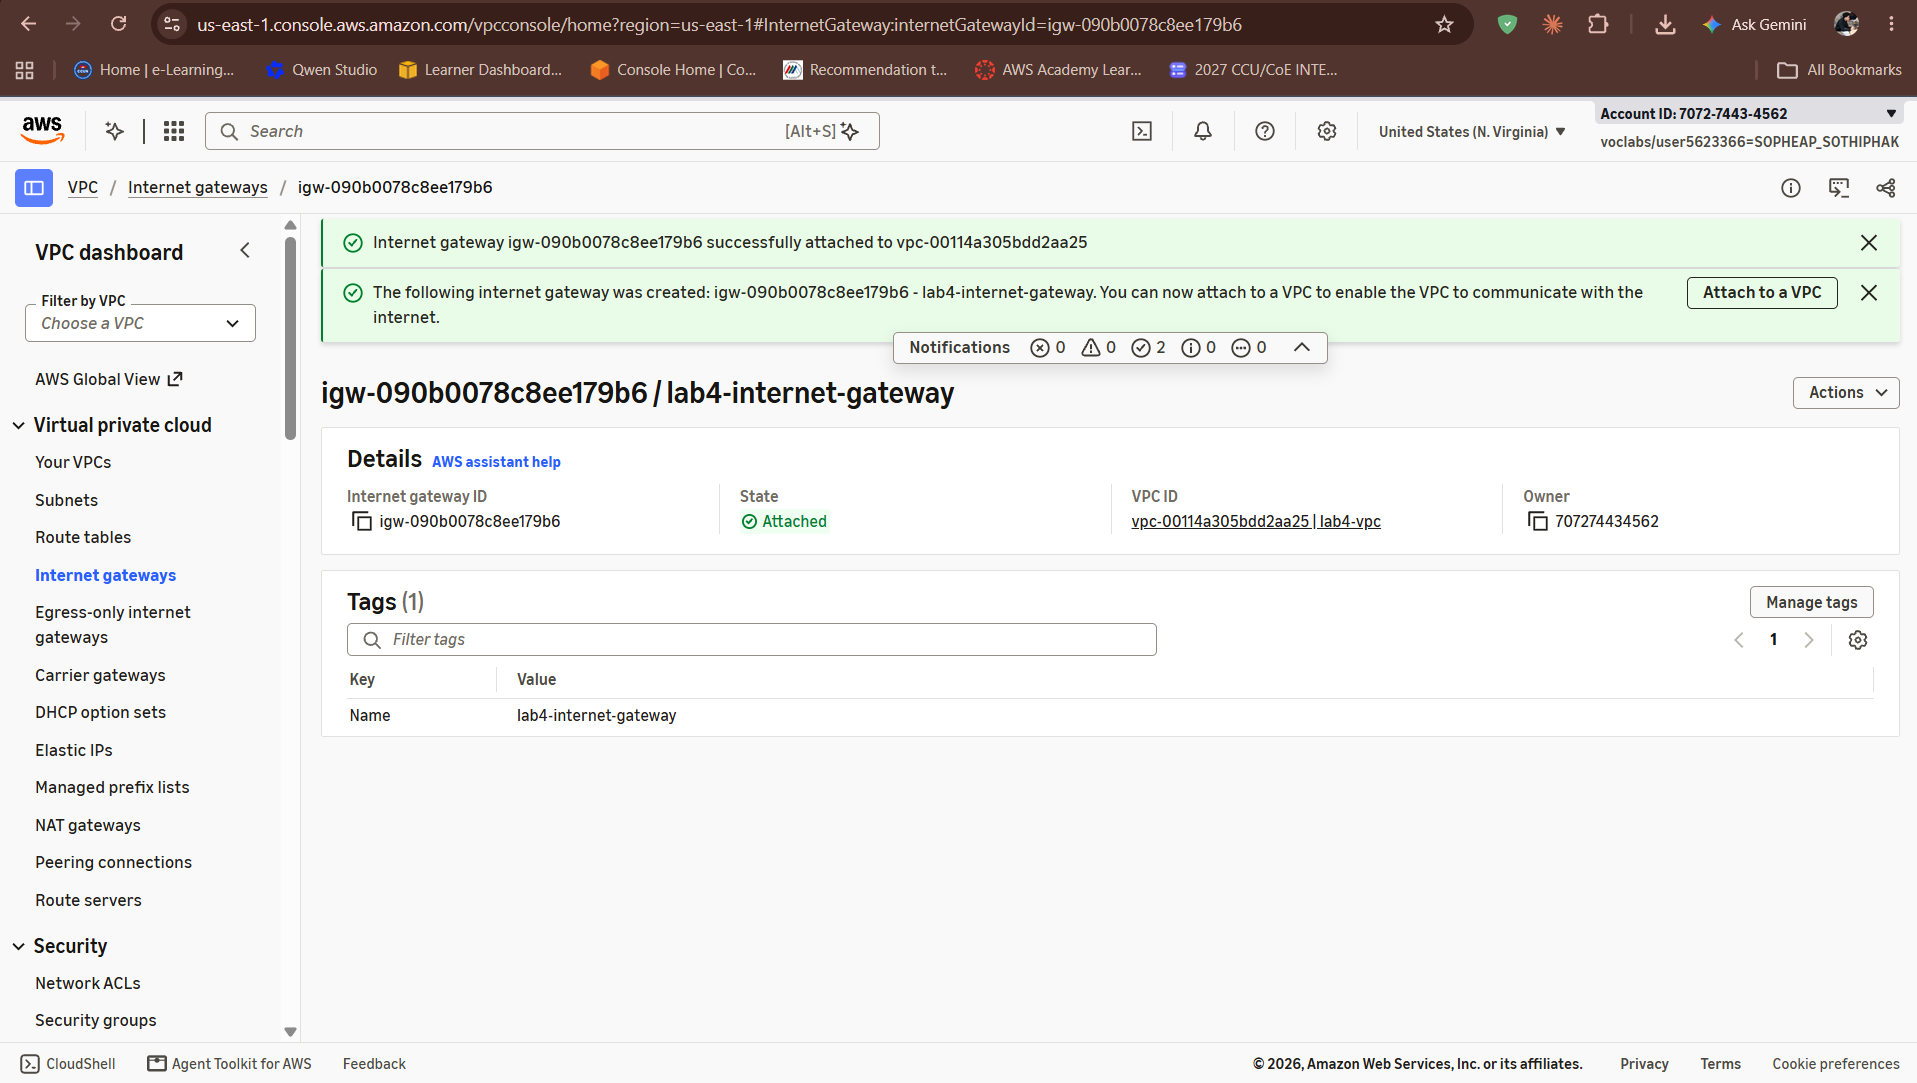 us-east-1.console.aws.amazon.com/vpcconsole/home?region=us-east-1#InternetGateway:internetGatewayId=igw-090b0078c8ee179b6
Ask Gemini
Home | e-Learning...
Qwen Studio
Learner Dashboard...
Console Home | Co...
Recommendation t...
AWS Academy Lear...
2027 CCU/CoE INTE...
All Bookmarks
aws
Search
[Alt+S]
United States (N. Virginia)
Account ID: 7072-7443-4562
voclabs/user5623366=SOPHEAP_SOTHIPHAK
VPC / Internet gateways / igw-090b0078c8ee179b6
VPC dashboard
Filter by VPC
Choose a VPC
AWS Global View
Virtual private cloud
Your VPCs
Subnets
Route tables
Internet gateways
Egress-only internet
gateways
Carrier gateways
DHCP option sets
Elastic IPs
Managed prefix lists
NAT gateways
Peering connections
Route servers
Security
Network ACLs
Security groups
Internet gateway igw-090b0078c8ee179b6 successfully attached to vpc-00114a305bdd2aa25
The following internet gateway was created: igw-090b0078c8ee179b6 - lab4-internet-gateway. You can now attach to a VPC to enable the VPC to communicate with the
internet.
Attach to a VPC
Notifications 0 0 2 0 0
igw-090b0078c8ee179b6 / lab4-internet-gateway
Actions
Details AWS assistant help
Internet gateway ID
igw-090b0078c8ee179b6
State
Attached
VPC ID
vpc-00114a305bdd2aa25 | lab4-vpc
Owner
707274434562
Tags (1)
Manage tags
Filter tags
1
Key Value
Name lab4-internet-gateway
CloudShell
Agent Toolkit for AWS
Feedback
© 2026, Amazon Web Services, Inc. or its affiliates.
Privacy
Terms
Cookie preferences